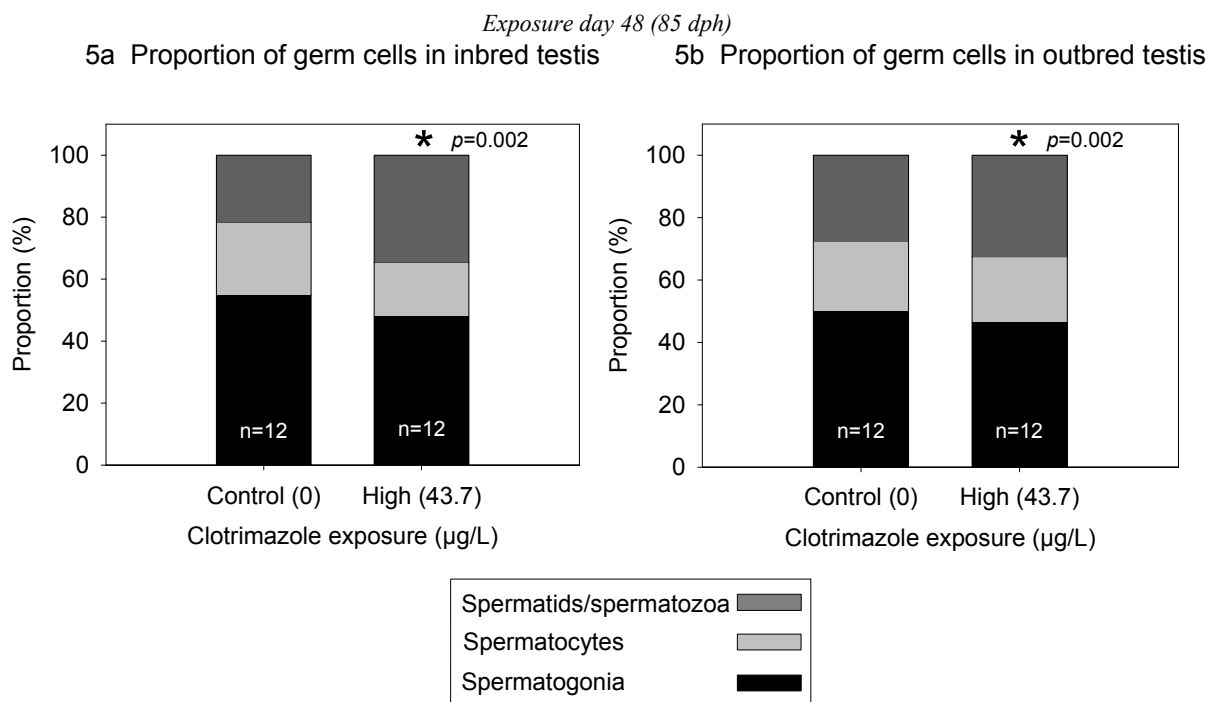 Exposure day 48 (85 dph)
5a Proportion of germ cells in inbred testis
5b Proportion of germ cells in outbred testis
* p=0.002
100
80
60
40
20
0
Proportion (%)
n=12
n=12
Control (0)
High (43.7)
Clotrimazole exposure (µg/L)
* p=0.002
100
80
60
40
20
0
Proportion (%)
n=12
n=12
Control (0)
High (43.7)
Clotrimazole exposure (µg/L)
Spermatids/spermatozoa
Spermatocytes
Spermatogonia